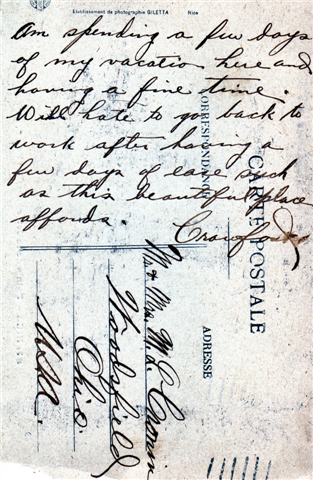 Etablissement de photographie GILETTA Nice
Am spending a few days
of my vacation here and
having a fine time.
Will hate to go back to
work after having a
few days of ease such
as this beautiful place
affords.
Crawford
CARTE POSTALE
CORRESPONDANCE
ADRESSE
Mr & Mrs. M. L. Cronin
Woodsfield,
Ohio.
USA.